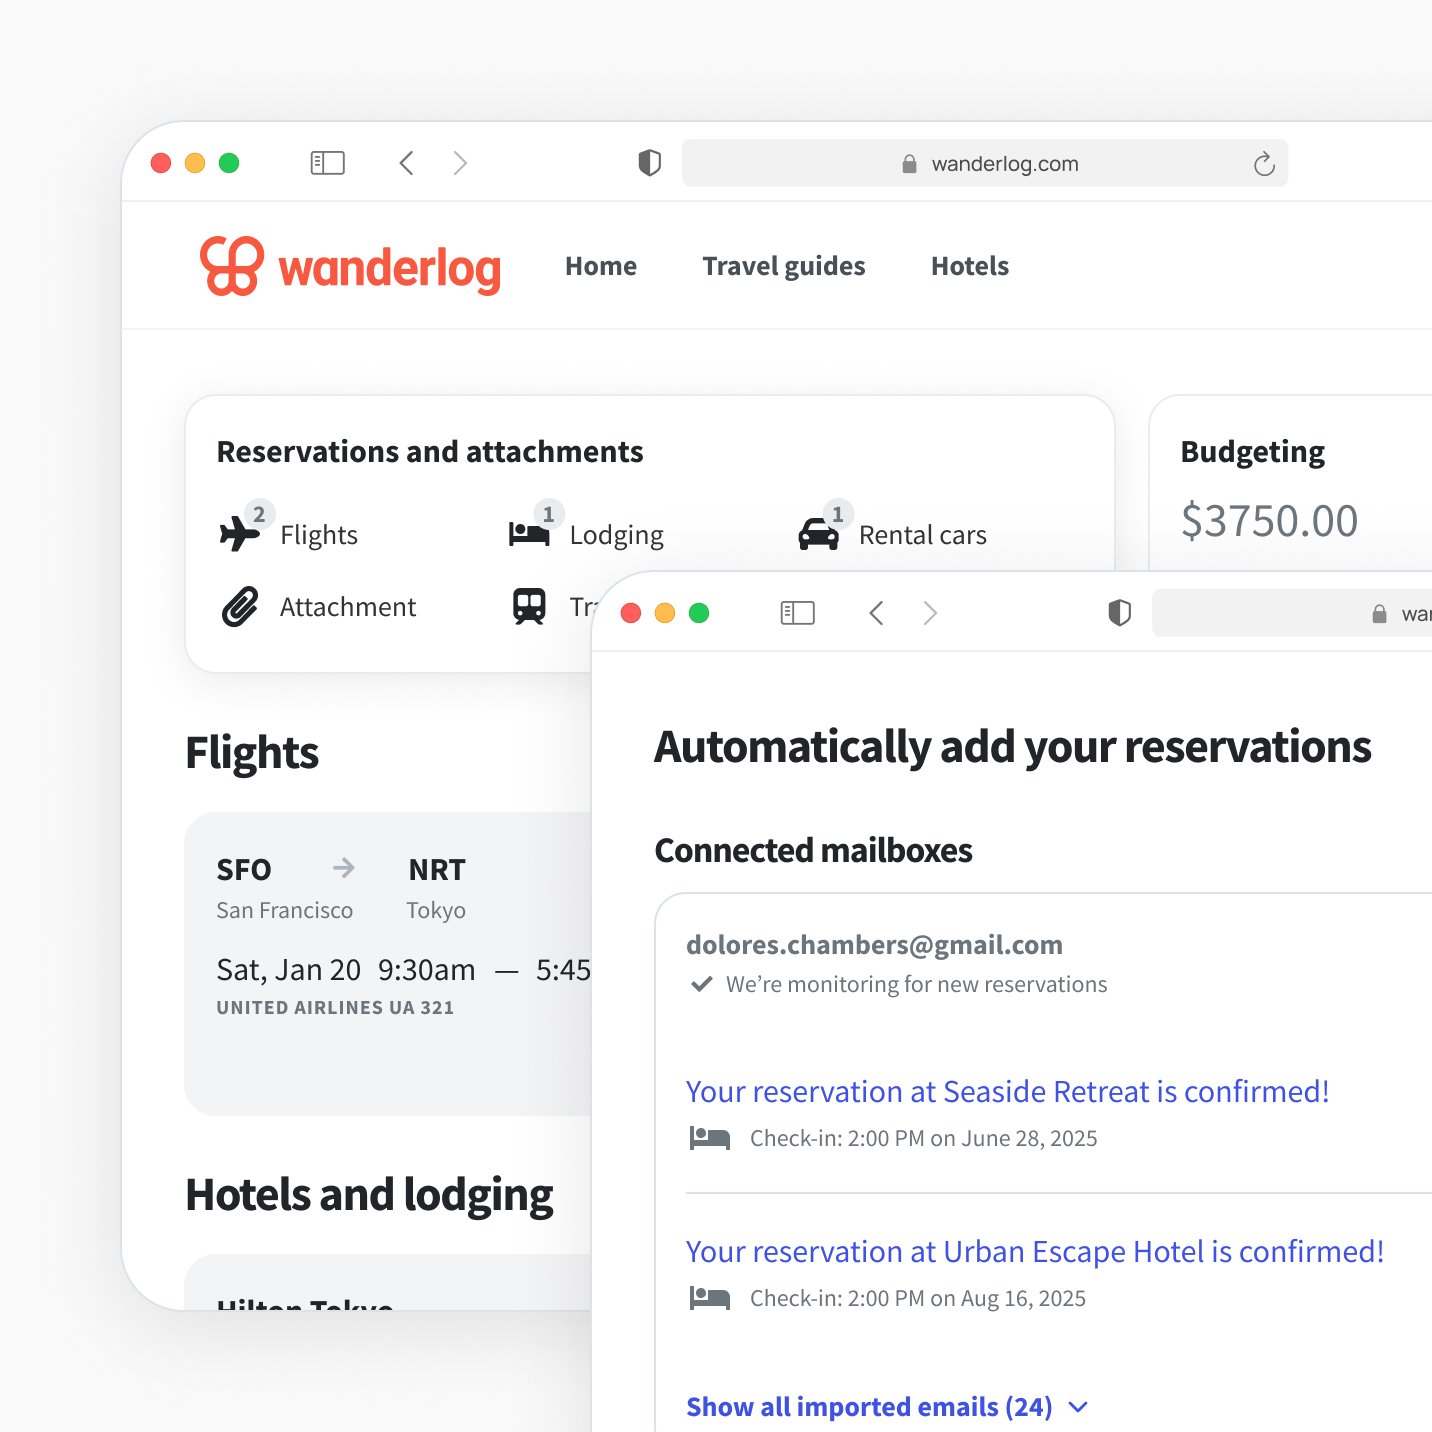 wanderlog.com
wanderlog
Home Travel guides Hotels
Reservations and attachments
2 Flights 1 Lodging 1 Rental cars
Attachment
Budgeting
$3750.00
Flights
SFO → NRT
San Francisco Tokyo
Sat, Jan 20 9:30am — 5:45
UNITED AIRLINES UA 321
Hotels and lodging
Hilton Tokyo
Automatically add your reservations
Connected mailboxes
dolores.chambers@gmail.com
We’re monitoring for new reservations
Your reservation at Seaside Retreat is confirmed!
Check-in: 2:00 PM on June 28, 2025
Your reservation at Urban Escape Hotel is confirmed!
Check-in: 2:00 PM on Aug 16, 2025
Show all imported emails (24)